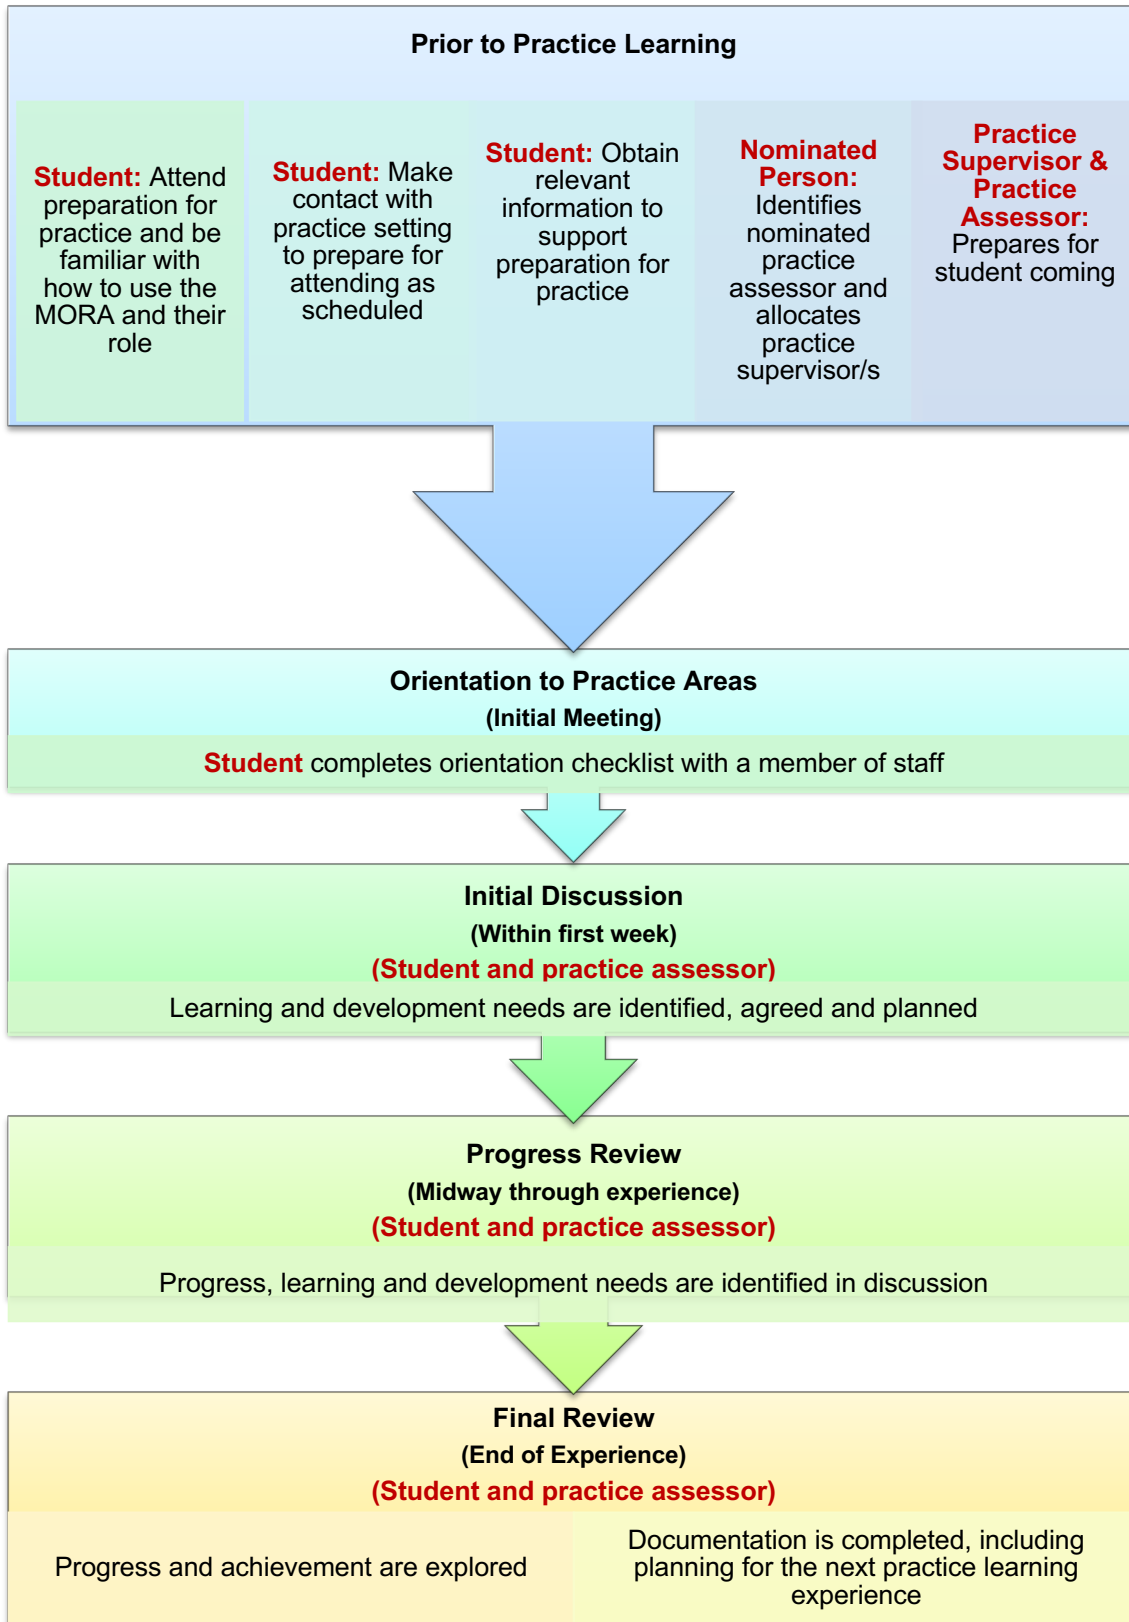 Prior to Practice Learning
Student: Attend
preparation for
practice and be
familiar with
how to use the
MORA and their
role
Student: Make
contact with
practice setting
to prepare for
attending as
scheduled
Student: Obtain
relevant
information to
support
preparation for
practice
Nominated
Person:
Identifies
nominated
practice
assessor and
allocates
practice
supervisor/s
Practice
Supervisor &
Practice
Assessor:
Prepares for
student coming
Orientation to Practice Areas
(Initial Meeting)
Student completes orientation checklist with a member of staff
Initial Discussion
(Within first week)
(Student and practice assessor)
Learning and development needs are identified, agreed and planned
Progress Review
(Midway through experience)
(Student and practice assessor)
Progress, learning and development needs are identified in discussion
Final Review
(End of Experience)
(Student and practice assessor)
Progress and achievement are explored
Documentation is completed, including
planning for the next practice learning
experience